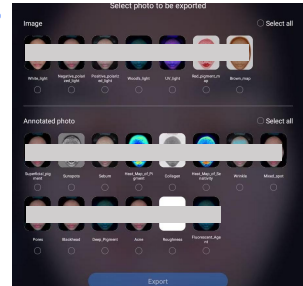 Select photo to be exported
Image
Select all
White_light
Negative_polarized_light
Positive_polarized_light
Woods_light
UV_light
Red_pigment_map
Brown_map
Annotated photo
Select all
Superficial_pigment
Sunspots
Sebum
Heat_Map_of_Pigment
Collagen
Heat_Map_of_Sensitivity
Wrinkle
Mixed_spot
Pores
Blackhead
Deep_Pigment
Acne
Roughness
Fluorescent_Agent
Export